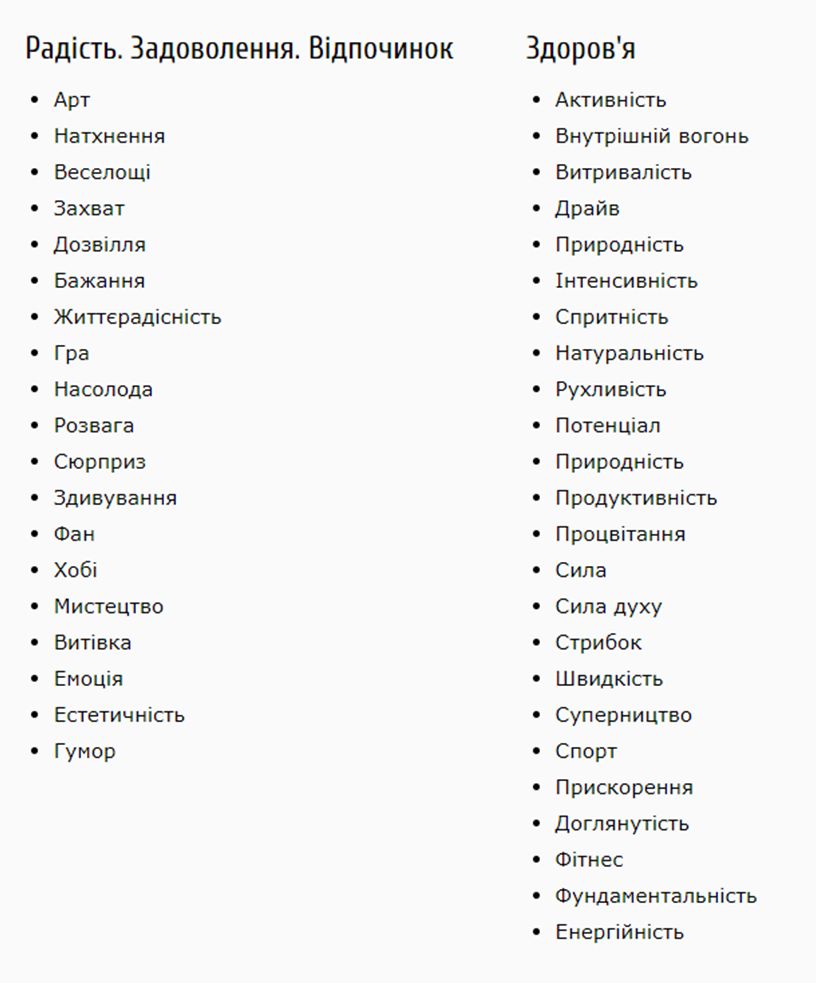 Радість. Задоволення. Відпочинок
Арт
Натхнення
Веселощі
Захват
Дозвілля
Бажання
Життєрадісність
Гра
Насолода
Розвага
Сюрприз
Здивування
Фан
Хобі
Мистецтво
Витівка
Емоція
Естетичність
Гумор
Здоров'я
Активність
Внутрішній вогонь
Витривалість
Драйв
Природність
Інтенсивність
Спритність
Натуральність
Рухливість
Потенціал
Природність
Продуктивність
Процвітання
Сила
Сила духу
Стрибок
Швидкість
Суперництво
Спорт
Прискорення
Доглянутість
Фітнес
Фундаментальність
Енергійність